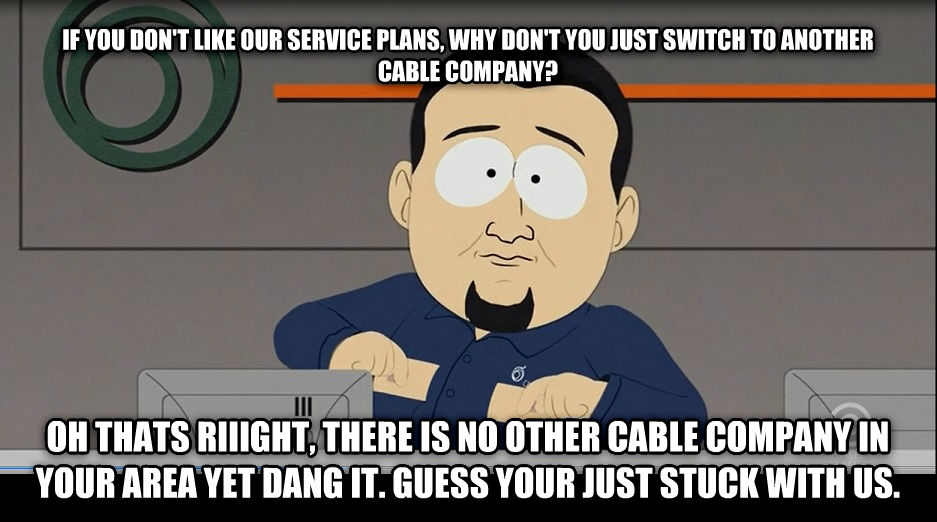 IF YOU DON'T LIKE OUR SERVICE PLANS, WHY DON'T YOU JUST SWITCH TO ANOTHER
CABLE COMPANY?
OH THATS RIIIGHT, THERE IS NO OTHER CABLE COMPANY IN
YOUR AREA YET DANG IT. GUESS YOUR JUST STUCK WITH US.